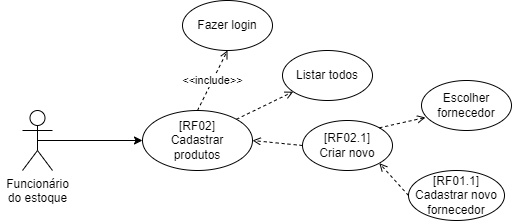 Fazer login
<<include>>
Listar todos
Escolher
fornecedor
[RF02]
Cadastrar
produtos
[RF02.1]
Criar novo
[RF01.1]
Cadastrar novo
fornecedor
Funcionário
do estoque